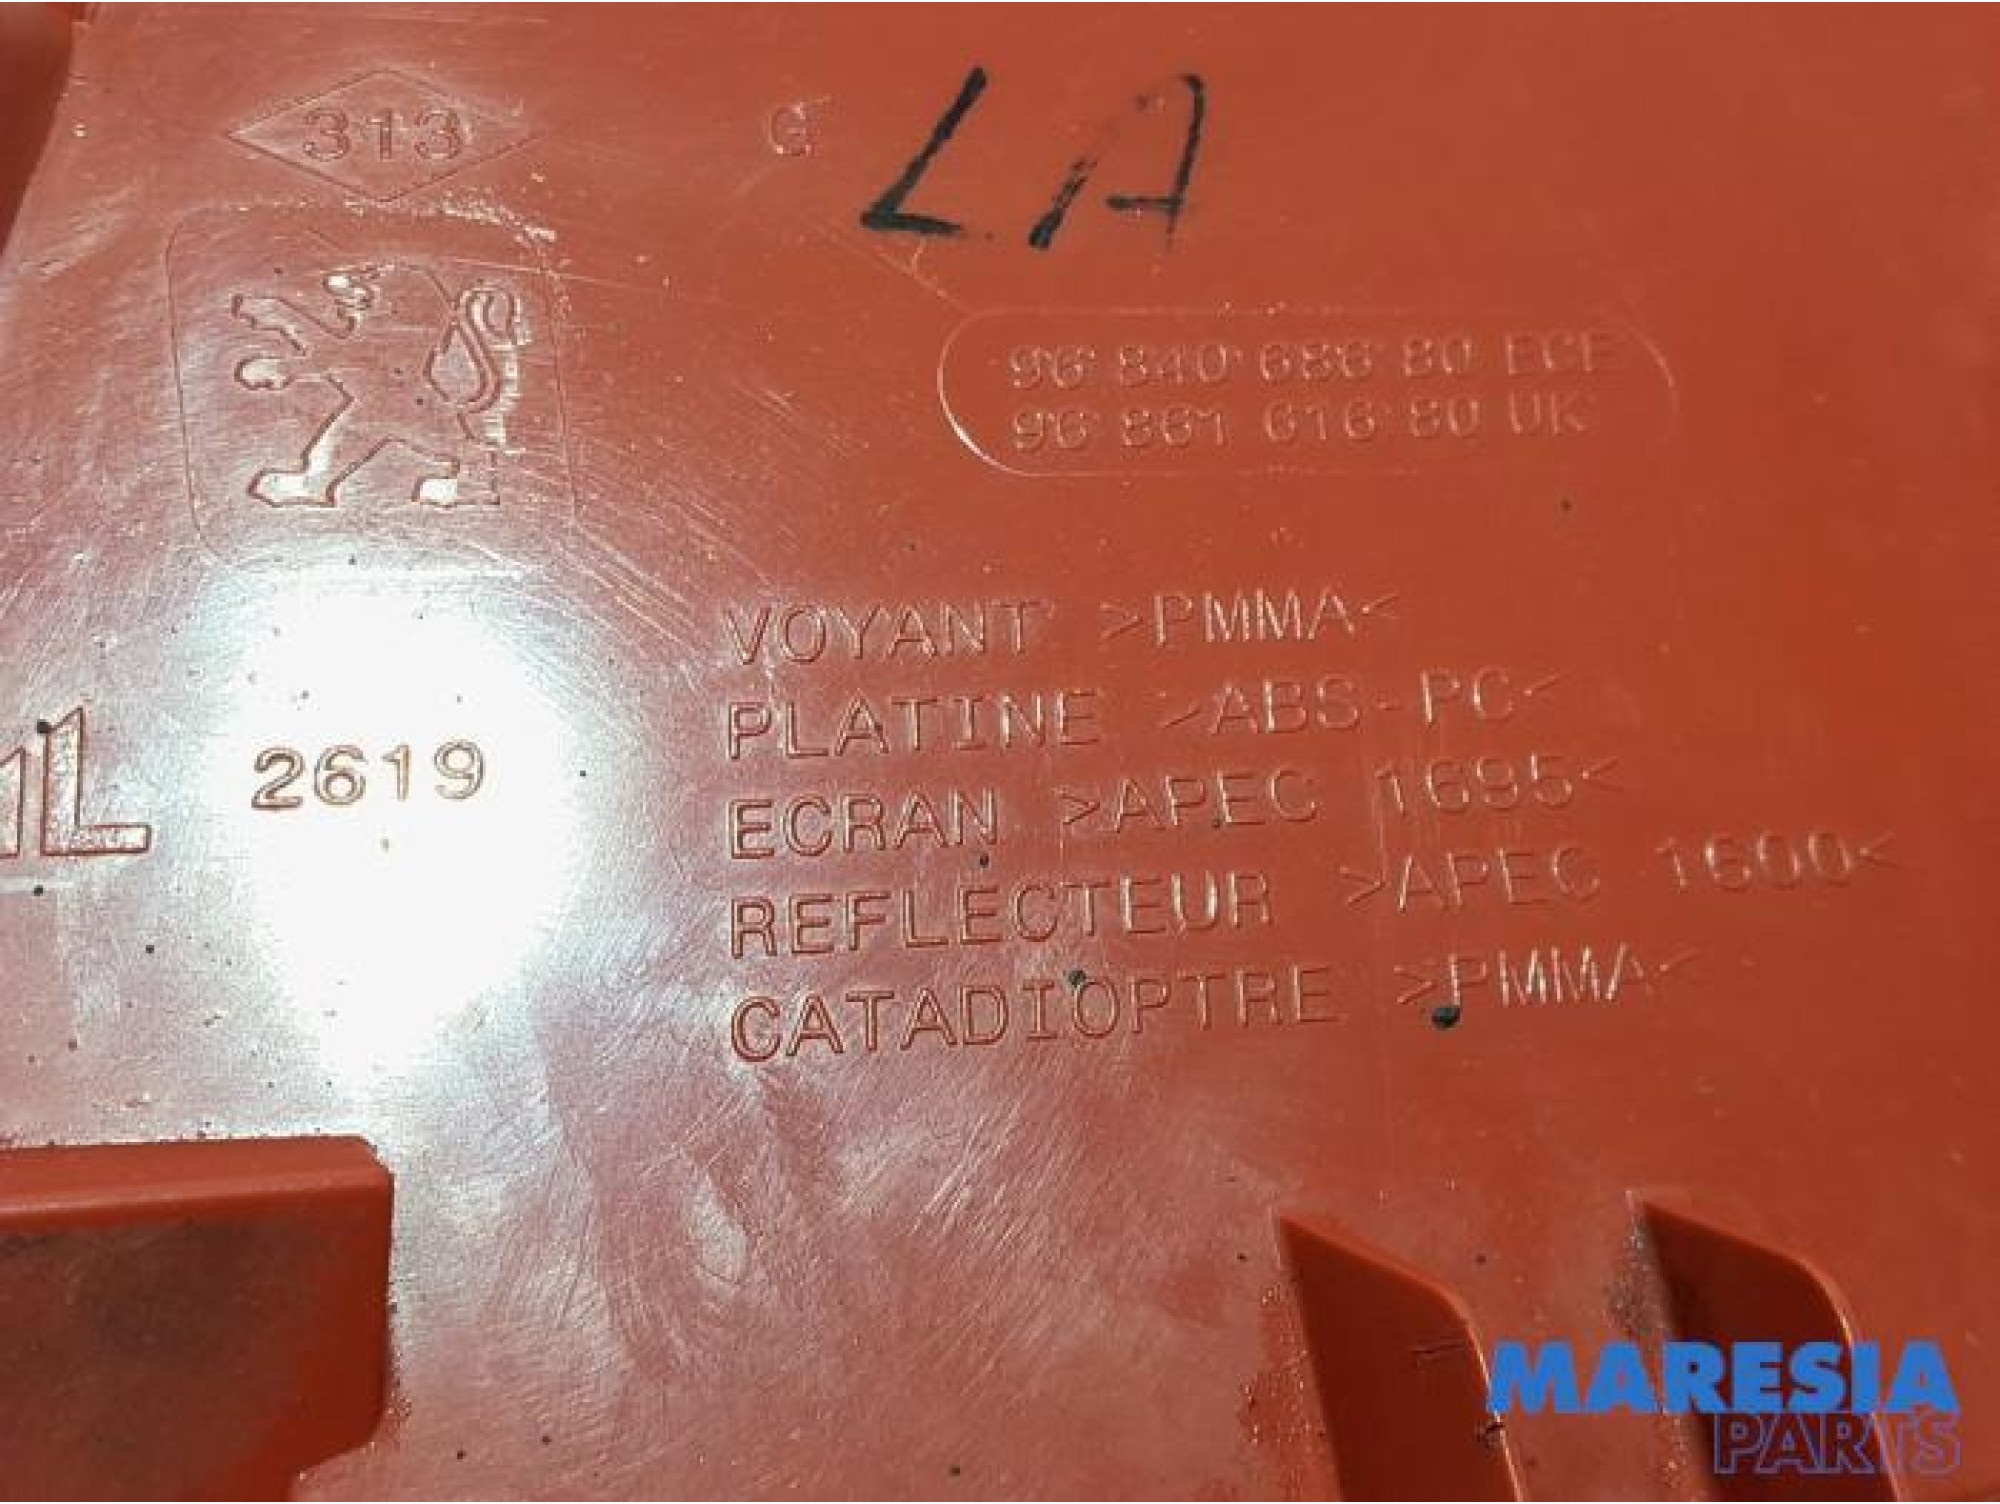 313
G
LA
96 840 686 80 ECE
96 861 616 80 UK
VOYANT >PMMA<
PLATINE >ABS-PC<
2619
ECRAN >APEC 1695<
REFLECTEUR >APEC 1600<
CATADIOPTRE >PMMA<
MARESIA
PARTS